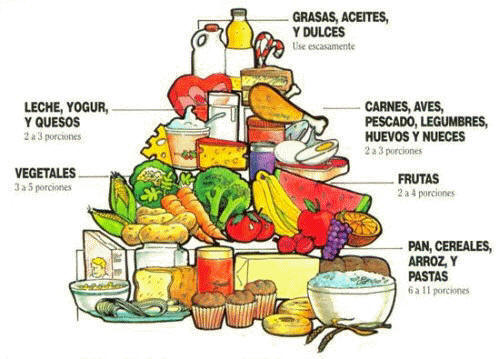 GRASAS, ACEITES,
Y DULCES
Use escasamente
LECHE, YOGUR,
Y QUESOS
2 a 3 porciones
CARNES, AVES,
PESCADO, LEGUMBRES,
HUEVOS Y NUECES
2 a 3 porciones
VEGETALES
3 a 5 porciones
FRUTAS
2 a 4 porciones
PAN, CEREALES,
ARROZ, Y
PASTAS
6 a 11 porciones